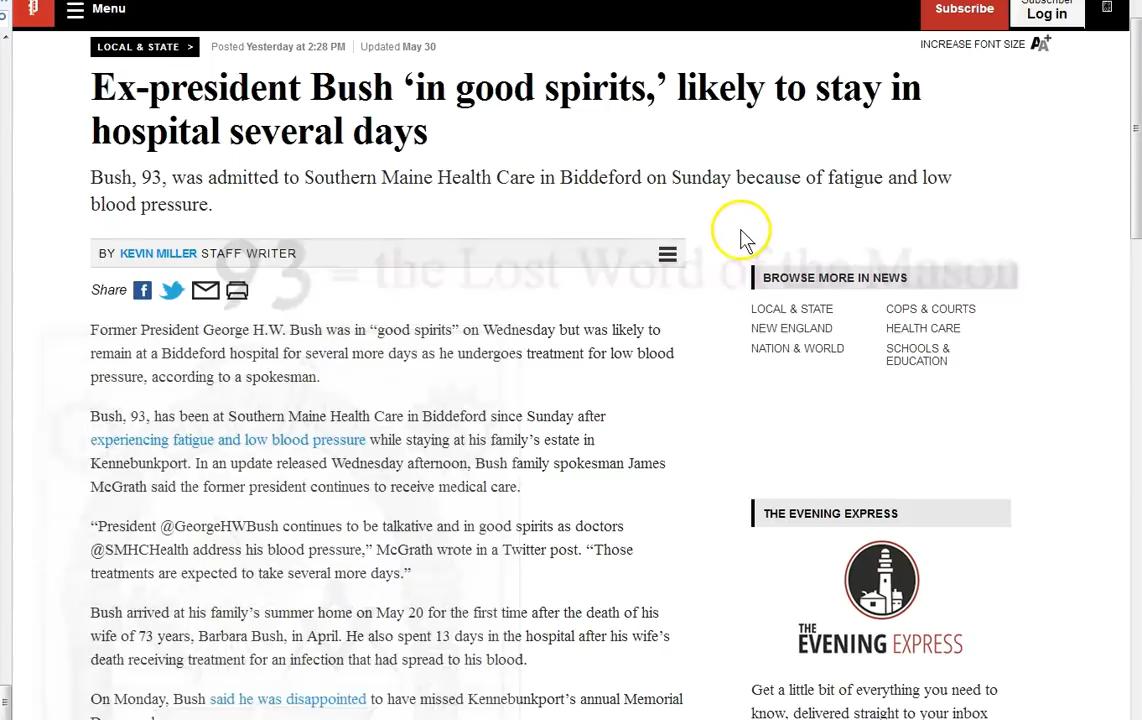 Menu
Subscribe
Subscriber
Log in
LOCAL & STATE >
Posted Yesterday at 2:28 PM
Updated May 30
INCREASE FONT SIZE
Ex-president Bush ‘in good spirits,’ likely to stay in
hospital several days
Bush, 93, was admitted to Southern Maine Health Care in Biddeford on Sunday because of fatigue and low
blood pressure.
BY KEVIN MILLER STAFF WRITER
93 = the Lost Word of the Mason
Share
Former President George H.W. Bush was in “good spirits” on Wednesday but was likely to
remain at a Biddeford hospital for several more days as he undergoes treatment for low blood
pressure, according to a spokesman.
Bush, 93, has been at Southern Maine Health Care in Biddeford since Sunday after
experiencing fatigue and low blood pressure while staying at his family’s estate in
Kennebunkport. In an update released Wednesday afternoon, Bush family spokesman James
McGrath said the former president continues to receive medical care.
“President @GeorgeHWBush continues to be talkative and in good spirits as doctors
@SMHCHealth address his blood pressure,” McGrath wrote in a Twitter post. “Those
treatments are expected to take several more days.”
Bush arrived at his family’s summer home on May 20 for the first time after the death of his
wife of 73 years, Barbara Bush, in April. He also spent 13 days in the hospital after his wife’s
death receiving treatment for an infection that had spread to his blood.
On Monday, Bush said he was disappointed to have missed Kennebunkport’s annual Memorial
BROWSE MORE IN NEWS
LOCAL & STATE
COPS & COURTS
NEW ENGLAND
HEALTH CARE
NATION & WORLD
SCHOOLS &
EDUCATION
THE EVENING EXPRESS
THE
EVENING EXPRESS
Get a little bit of everything you need to
know, delivered straight to your inbox